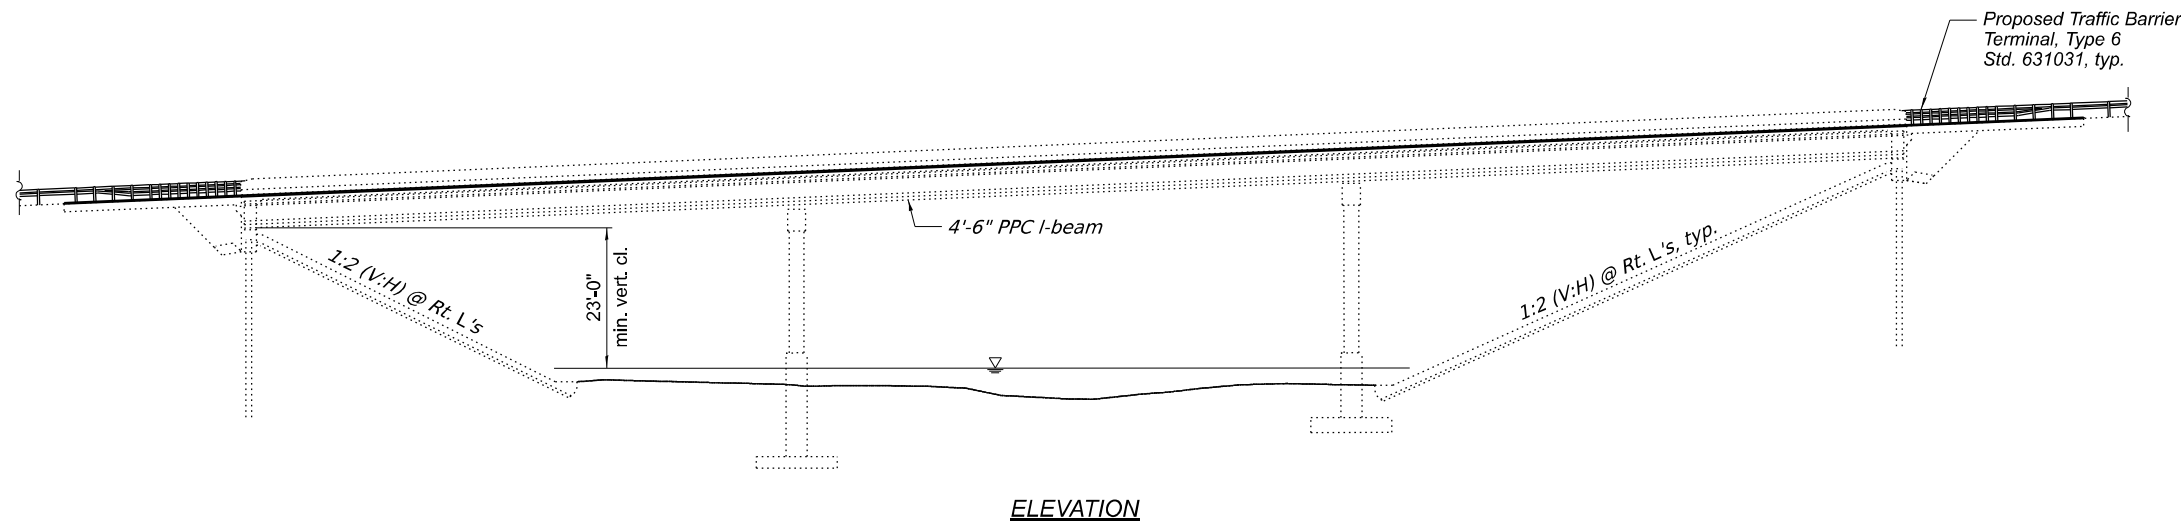 Proposed Traffic Barrier
Terminal, Type 6
Std. 631031, typ.
4'-6" PPC I-beam
1:2 (V:H) @ Rt. L's
23'-0"
min. vert. cl.
1:2 (V:H) @ Rt. L's, typ.
ELEVATION